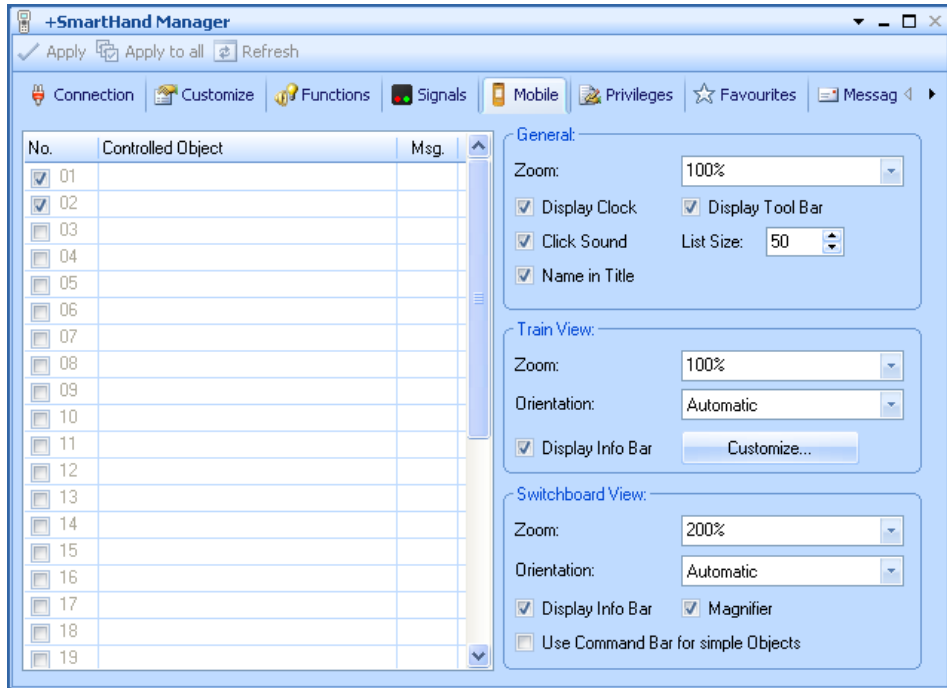 +SmartHand Manager
Apply Apply to all Refresh
Connection Customize Functions Signals Mobile Privileges Favourites Messag
No. Controlled Object Msg.
01
02
03
04
05
06
07
08
09
10
11
12
13
14
15
16
17
18
19
General:
Zoom: 100%
Display Clock Display Tool Bar
Click Sound List Size: 50
Name in Title
Train View:
Zoom: 100%
Orientation: Automatic
Display Info Bar Customize...
Switchboard View:
Zoom: 200%
Orientation: Automatic
Display Info Bar Magnifier
Use Command Bar for simple Objects